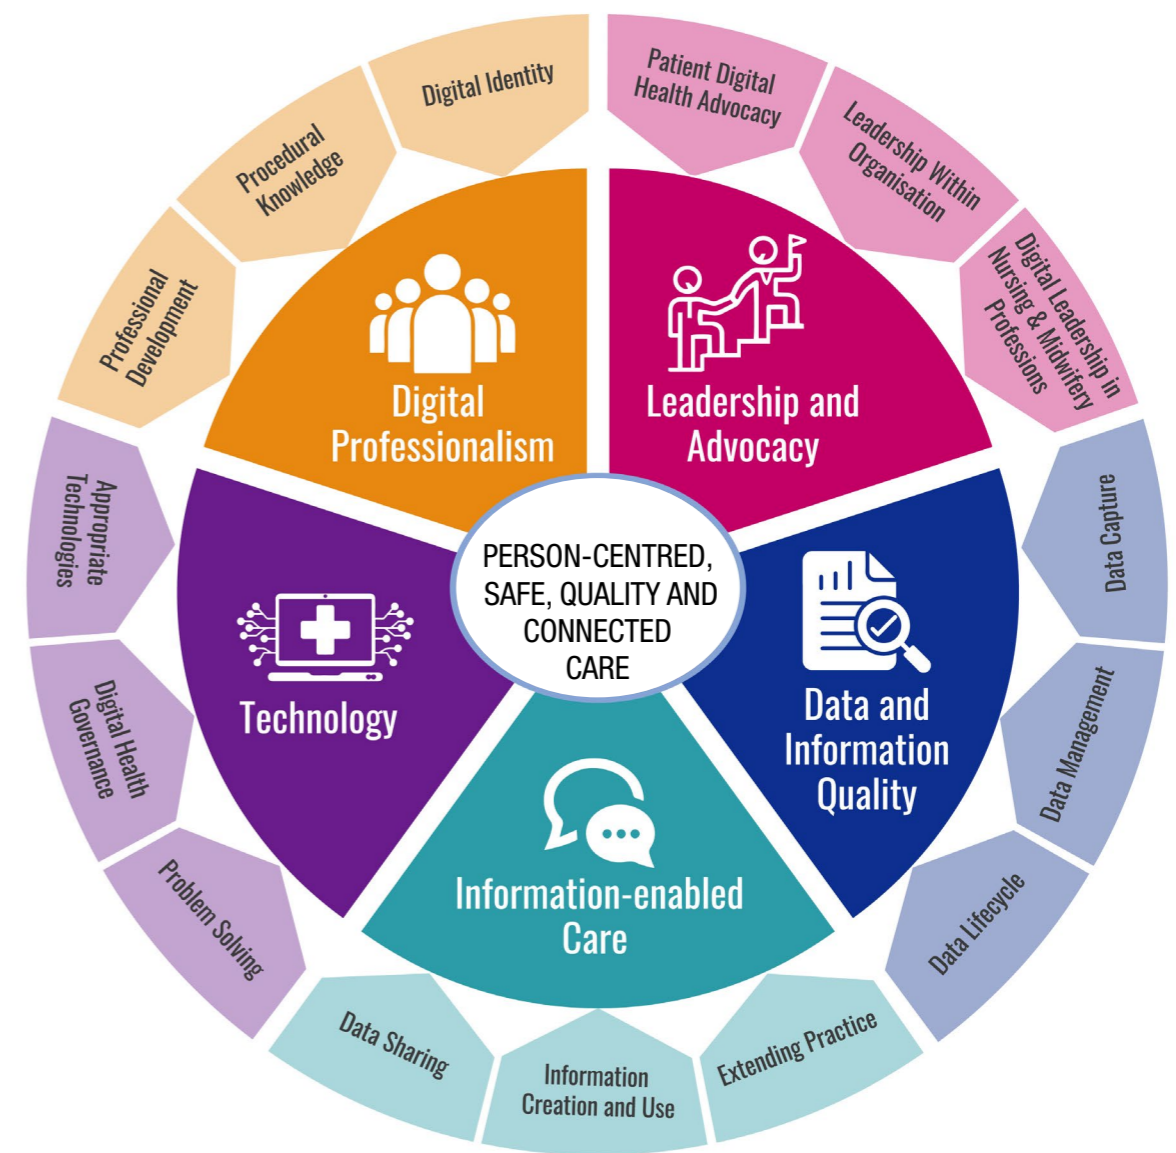 Digital Identity
Patient Digital
Health Advocacy
Leadership Within
Organisation
Digital Leadership in
Nursing & Midwifery
Professions
Data Capture
Data Management
Data Lifecycle
Extending Practice
Information
Creation and Use
Data Sharing
Problem Solving
Digital Health
Governance
Appropriate
Technologies
Professional
Development
Procedural
Knowledge
Digital
Professionalism
Leadership and
Advocacy
Data and
Information
Quality
Information-enabled
Care
Technology
PERSON-CENTRED,
SAFE, QUALITY AND
CONNECTED
CARE